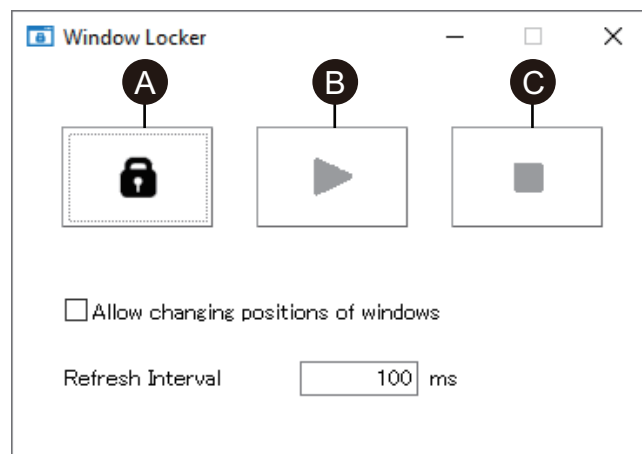 Window Locker
A B C
Allow changing positions of windows
Refresh Interval 100 ms